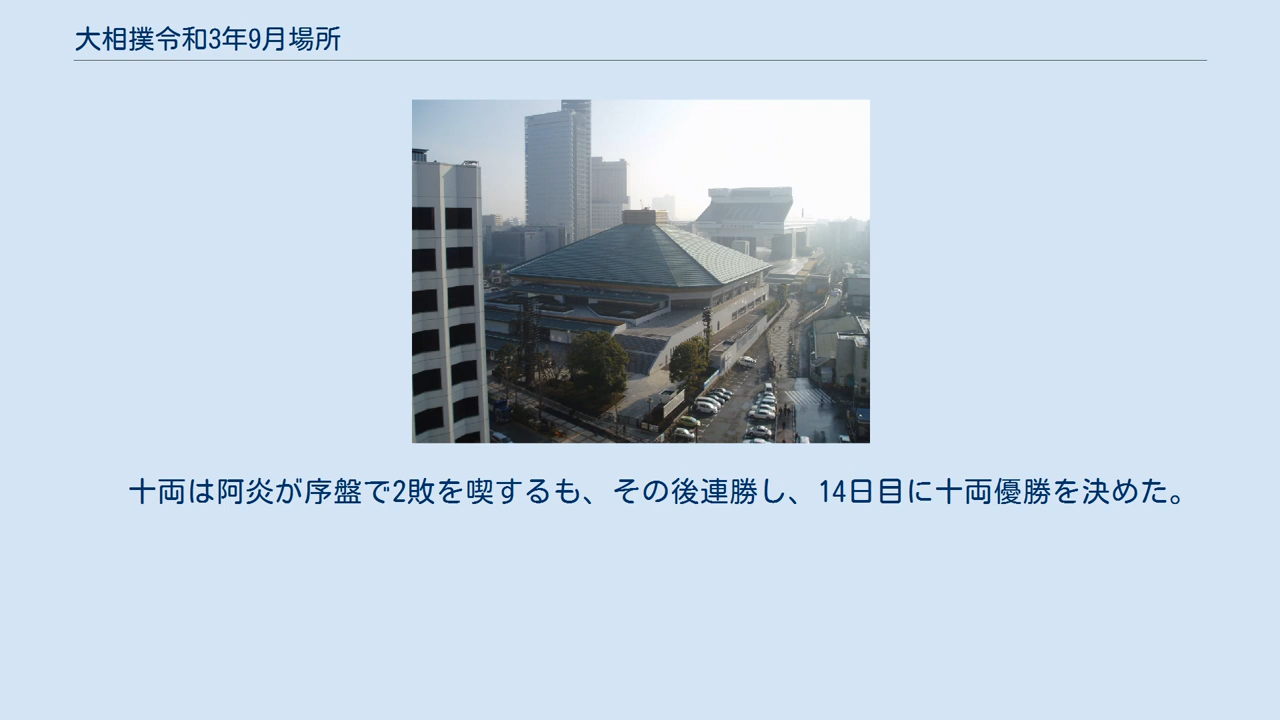 大相撲令和3年9月場所
十両は阿炎が序盤で2敗を喫するも、その後連勝し、14日目に十両優勝を決めた。